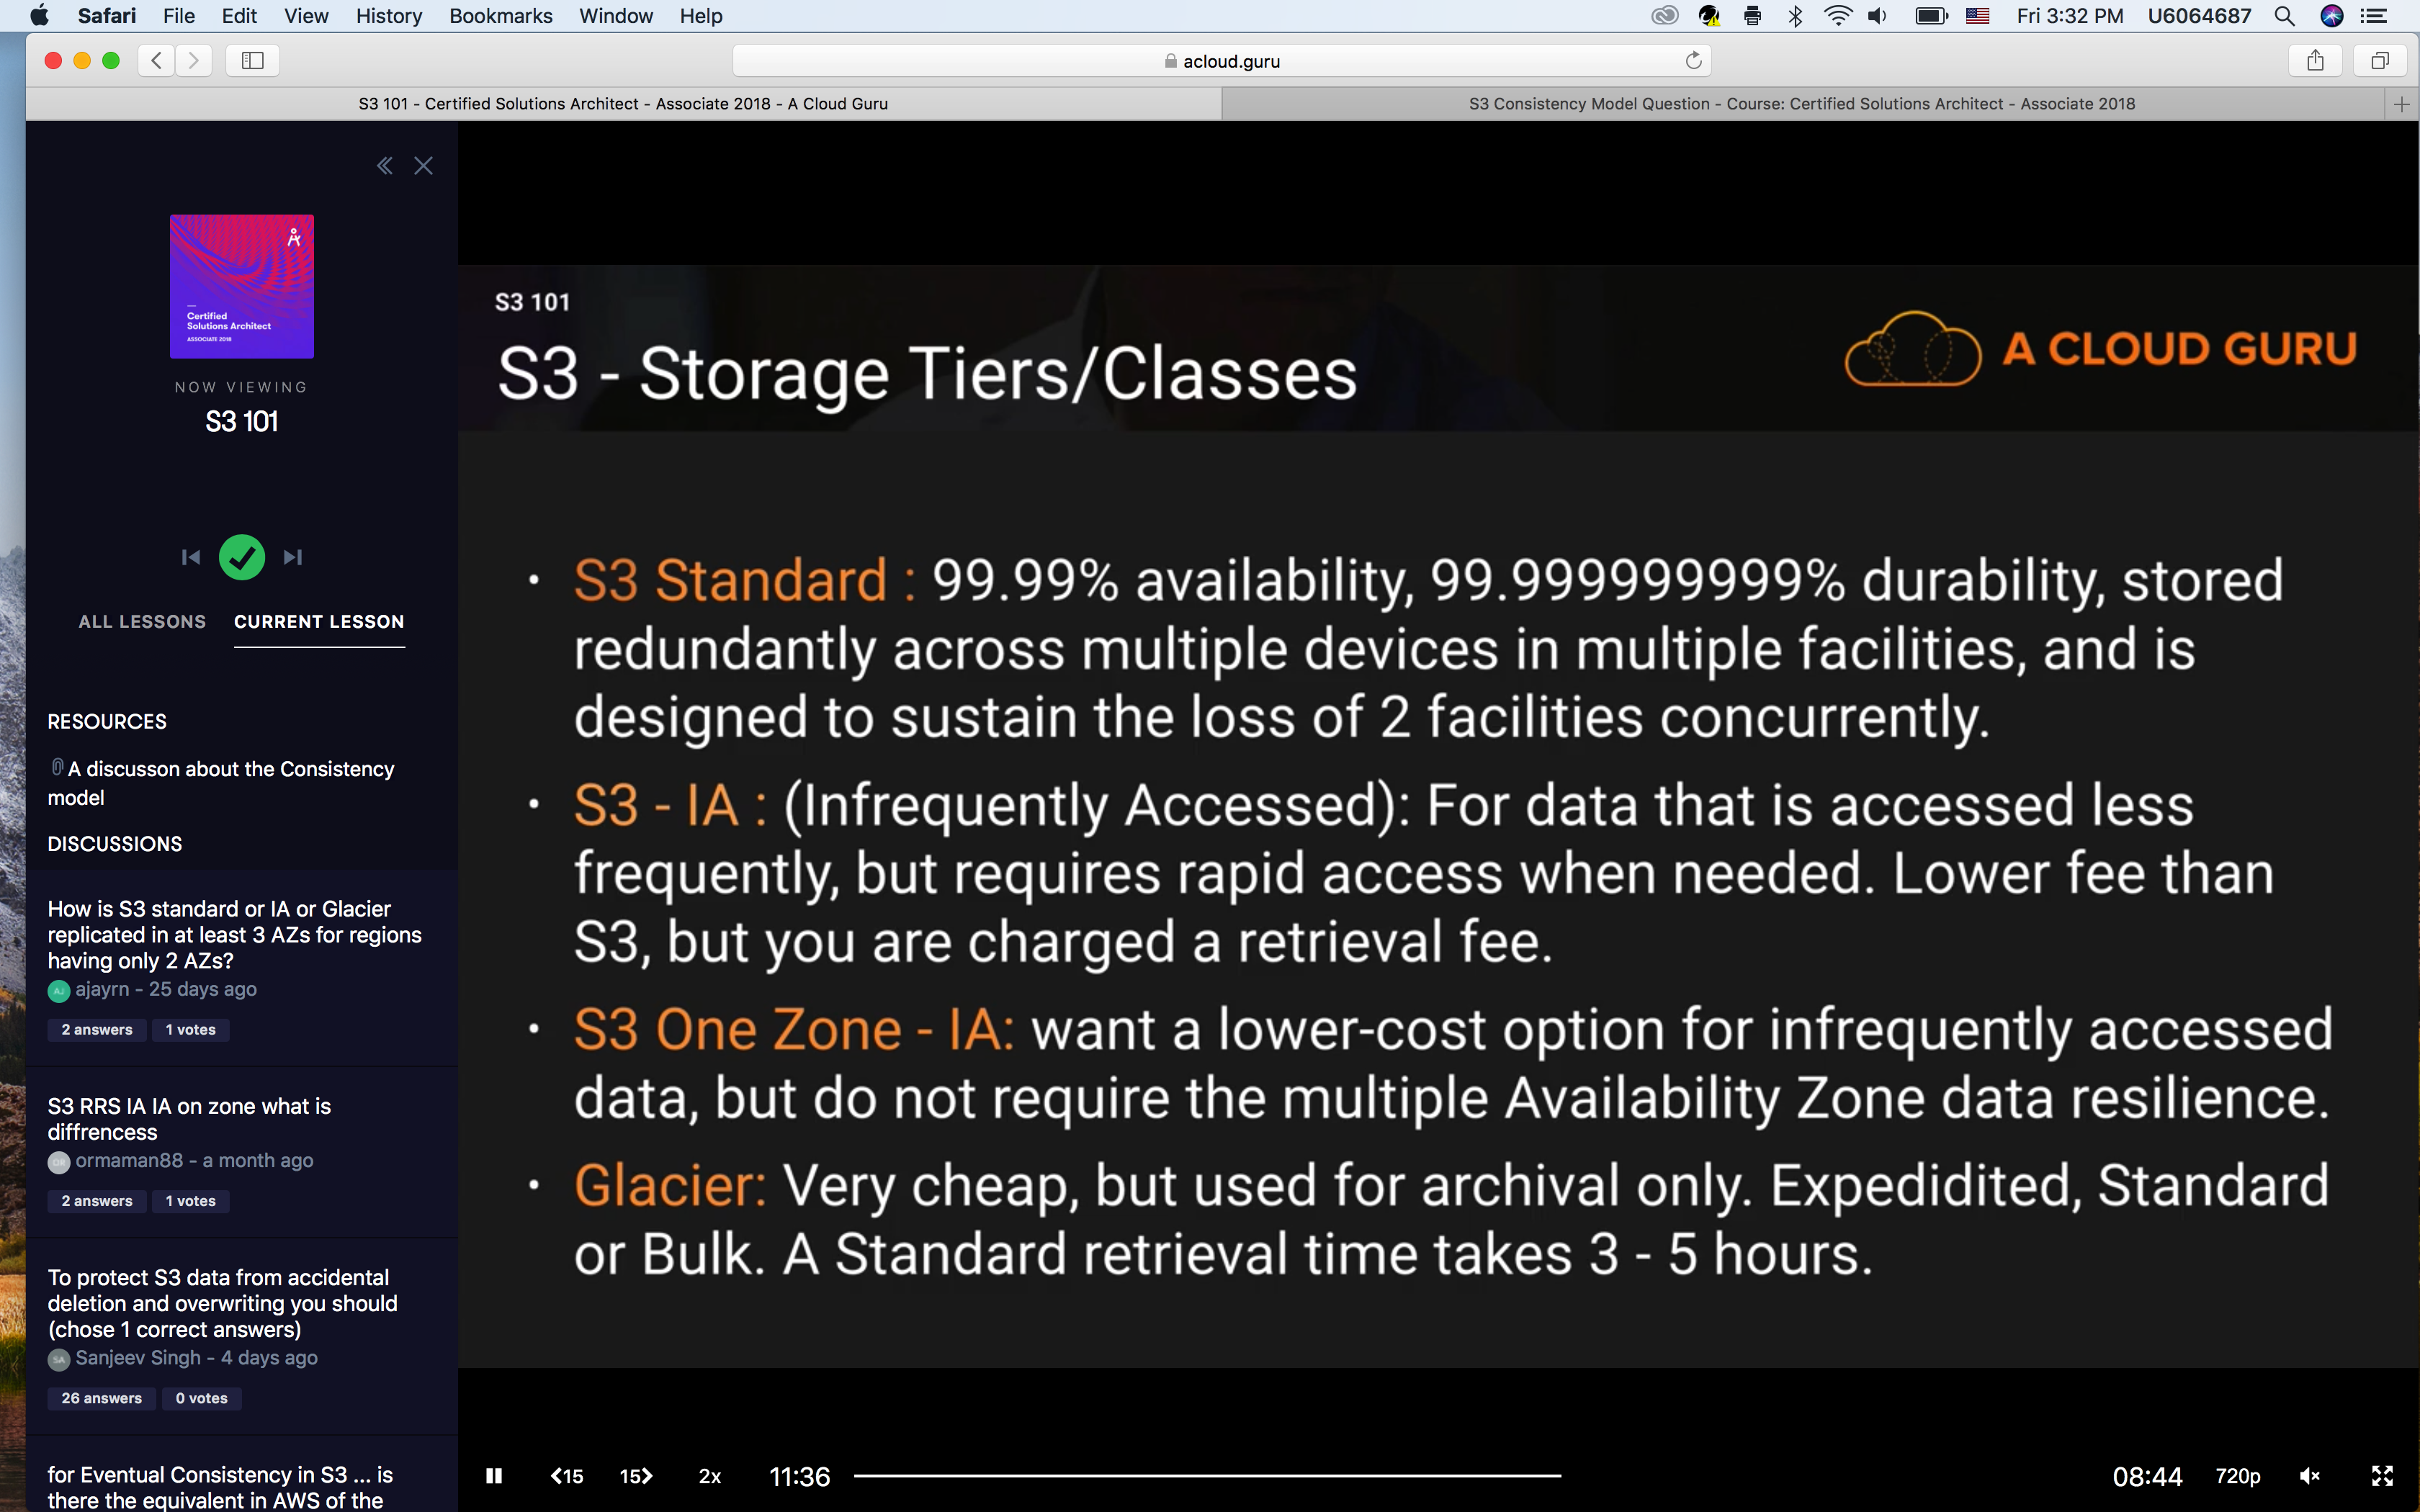 Safari File Edit View History Bookmarks Window Help Fri 3:32 PM U6064687
acloud.guru
S3 101 - Certified Solutions Architect - Associate 2018 - A Cloud Guru
S3 Consistency Model Question - Course: Certified Solutions Architect - Associate 2018
Certified
Solutions Architect
ASSOCIATE 2018
NOW VIEWING
S3 101
ALL LESSONS CURRENT LESSON
RESOURCES
A discusson about the Consistency
model
DISCUSSIONS
How is S3 standard or IA or Glacier
replicated in at least 3 AZs for regions
having only 2 AZs?
AJ ajayrn - 25 days ago
2 answers 1 votes
S3 RRS IA IA on zone what is
diffrencess
OR ormaman88 - a month ago
2 answers 1 votes
To protect S3 data from accidental
deletion and overwriting you should
(chose 1 correct answers)
SA Sanjeev Singh - 4 days ago
26 answers 0 votes
for Eventual Consistency in S3 ... is
there the equivalent in AWS of the
S3 101
S3 - Storage Tiers/Classes
A CLOUD GURU
• S3 Standard : 99.99% availability, 99.999999999% durability, stored
redundantly across multiple devices in multiple facilities, and is
designed to sustain the loss of 2 facilities concurrently.
• S3 - IA : (Infrequently Accessed): For data that is accessed less
frequently, but requires rapid access when needed. Lower fee than
S3, but you are charged a retrieval fee.
• S3 One Zone - IA: want a lower-cost option for infrequently accessed
data, but do not require the multiple Availability Zone data resilience.
• Glacier: Very cheap, but used for archival only. Expedidited, Standard
or Bulk. A Standard retrieval time takes 3 - 5 hours.
15 15 2x 11:36 08:44 720p